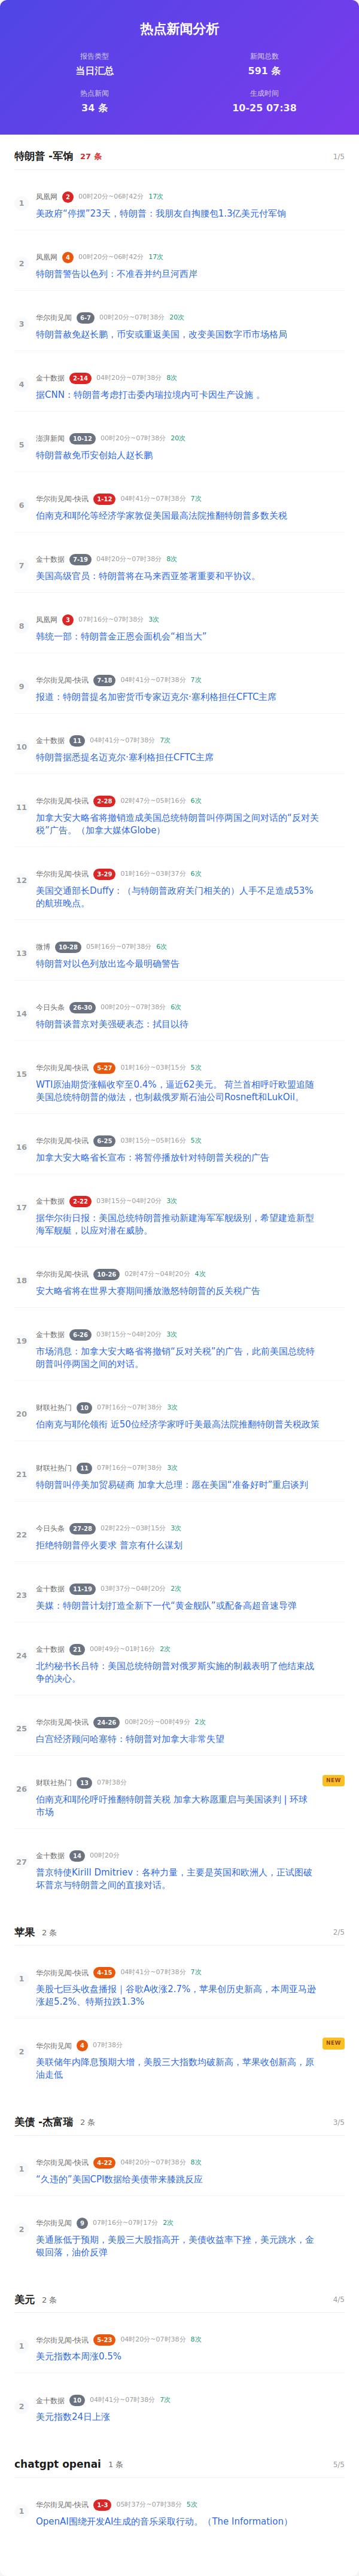 热点新闻分析
报告类型
当日汇总
新闻总数
591 条
热点新闻
34 条
生成时间
10-25 07:38
特朗普 -军饷 27 条 1/5
1
凤凰网 2 00时20分~06时42分 17次
美政府“停摆”23天，特朗普：我朋友自掏腰包1.3亿美元付军饷
2
凤凰网 4 00时20分~06时42分 17次
特朗普警告以色列：不准吞并约旦河西岸
3
华尔街见闻 6-7 00时20分~07时38分 20次
特朗普赦免赵长鹏，币安或重返美国，改变美国数字市场格局
4
金十数据 2-14 04时20分~07时38分 8次
据CNN：特朗普考虑打击委内瑞拉境内可卡因生产设施 。
5
澎湃新闻 10-12 00时20分~07时38分 20次
特朗普赦免币安创始人赵长鹏
6
华尔街见闻-快讯 1-12 04时41分~07时38分 7次
伯南克和耶伦等经济学家敦促美国最高法院推翻特朗普多数关税
7
金十数据 7-19 04时20分~07时38分 8次
美国高级官员：特朗普将在马来西亚签署重要和平协议。
8
凤凰网 3 07时16分~07时38分 3次
韩统一部：特朗普金正恩会面机会“相当大”
9
华尔街见闻-快讯 7-18 04时41分~07时38分 7次
报道：特朗普提名加密货币专家迈克尔·塞利格担任CFTC主席
10
金十数据 11 04时41分~07时38分 7次
特朗普据悉提名迈克尔·塞利格担任CFTC主席
11
华尔街见闻-快讯 2-28 02时47分~05时16分 6次
加拿大安大略省将撤销造成美国总统特朗普叫停两国之间对话的“反对关
税”广告。（加拿大媒体Globe）
12
华尔街见闻-快讯 3-29 01时16分~03时37分 6次
美国交通部长Duffy：（与特朗普政府关门相关的）人手不足造成53%
的航班晚点。
13
微博 10-28 05时16分~07时38分 6次
特朗普对以色列放出迄今最明确警告
14
今日头条 26-30 00时20分~07时38分 6次
特朗普谈普京对美强硬表态：拭目以待
15
华尔街见闻-快讯 5-27 01时16分~03时15分 5次
WTI原油期货涨幅收窄至0.4%，逼近62美元。 荷兰首相呼吁欧盟追随
美国总统特朗普的做法，也制裁俄罗斯石油公司Rosneft和LukOil。
16
华尔街见闻-快讯 6-25 03时15分~05时16分 5次
加拿大安大略省长宣布：将暂停播放针对特朗普关税的广告
17
金十数据 2-22 03时15分~04时20分 3次
据华尔街日报：美国总统特朗普推动新建海军军舰级别，希望建造新型
海军舰艇，以应对潜在威胁。
18
华尔街见闻-快讯 10-26 02时47分~04时20分 4次
安大略省将在世界大赛期间播放激怒特朗普的反关税广告
19
金十数据 6-26 03时15分~04时20分 3次
市场消息：加拿大安大略省将撤销“反对关税”的广告，此前美国总统特
朗普叫停两国之间的对话。
20
财联社热门 10 07时16分~07时38分 3次
伯南克与耶伦领衔 近50位经济学家呼吁美最高法院推翻特朗普关税政策
21
财联社热门 11 07时16分~07时38分 3次
特朗普叫停美加贸易磋商 加拿大总理：愿在美国“准备好时”重启谈判
22
今日头条 27-28 02时22分~03时15分 3次
拒绝特朗普停火要求 普京有什么谋划
23
金十数据 11-19 03时37分~04时20分 2次
美媒：特朗普计划打造全新下一代“黄金舰队”或配备高超音速导弹
24
金十数据 21 00时49分~01时16分 2次
北约秘书长吕特：美国总统特朗普对俄罗斯实施的制裁表明了他结束战
争的决心。
25
华尔街见闻-快讯 24-26 00时20分~00时49分 2次
白宫经济顾问哈塞特：特朗普对加拿大非常失望
26
财联社热门 13 07时38分 NEW
伯南克和耶伦呼吁推翻特朗普关税 加拿大称愿重启与美国谈判 | 环球
市场
27
金十数据 14 00时20分
普京特使Kirill Dmitriev：各种力量，主要是英国和欧洲人，正试图破
坏普京与特朗普之间的直接对话。
苹果 2 条 2/5
1
华尔街见闻-快讯 4-15 04时41分~07时38分 7次
美股七巨头收盘播报｜谷歌A收涨2.7%，苹果创历史新高，本周亚马逊
涨超5.2%、特斯拉跌1.3%
2
华尔街见闻 4 07时38分 NEW
美联储年内降息预期大增，美股三大指数均破新高，苹果收创新高，原
油走低
美债 -杰富瑞 2 条 3/5
1
华尔街见闻-快讯 4-22 04时20分~07时38分 8次
“久违的”美国CPI数据给美债带来膝跳反应
2
华尔街见闻 9 07时16分~07时17分 2次
美通胀低于预期，美股三大股指高开，美债收益率下挫，美元跳水，金
银回落，油价反弹
美元 2 条 4/5
1
华尔街见闻-快讯 5-23 04时20分~07时38分 8次
美元指数本周涨0.5%
2
金十数据 10 04时41分~07时38分 7次
美元指数24日上涨
chatgpt openai 1 条 5/5
1
华尔街见闻-快讯 1-3 05时37分~07时38分 5次
OpenAI围绕开发AI生成的音乐采取行动。（The Information）